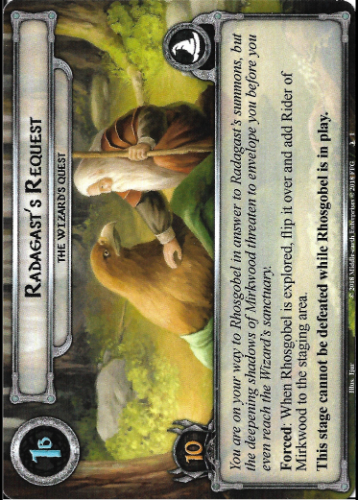 1B
RADAGAST'S REQUEST
THE WIZARD'S QUEST
10
You are on your way to Rhosgobel in answer to Radagast's summons, but
the deepening shadows of Mirkwood threaten to envelope you before you
even reach the Wizard's sanctuary.
Forced: When Rhosgobel is explored, flip it over and add Rider of
Mirkwood to the staging area.
This stage cannot be defeated while Rhosgobel is in play.
Illus. Tjar © 2018 Middle-earth Enterprises © 2018 FFG 1